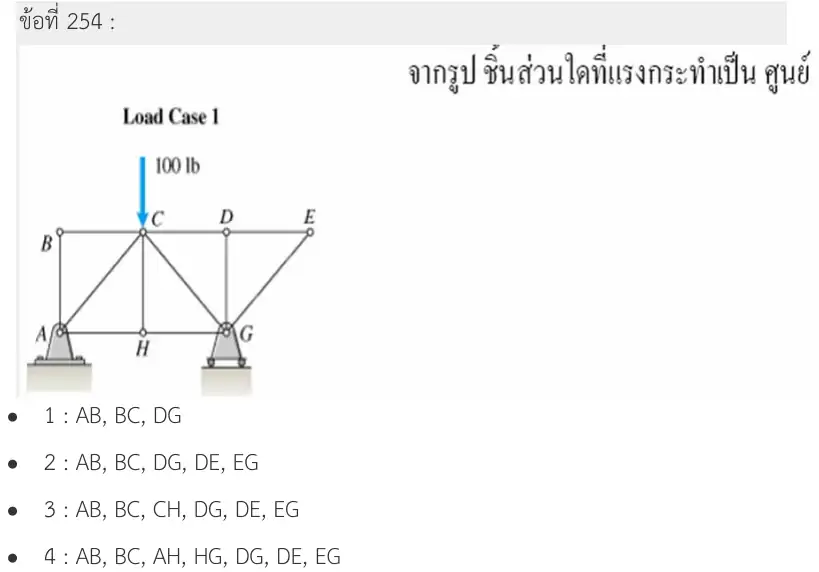 ข้อที่ 254 :
จากรูป ชิ้นส่วนใดที่แรงกระทำเป็น ศูนย์
Load Case 1
100 lb
B
C
D
E
A
H
G
1 : AB, BC, DG
2 : AB, BC, DG, DE, EG
3 : AB, BC, CH, DG, DE, EG
4 : AB, BC, AH, HG, DG, DE, EG